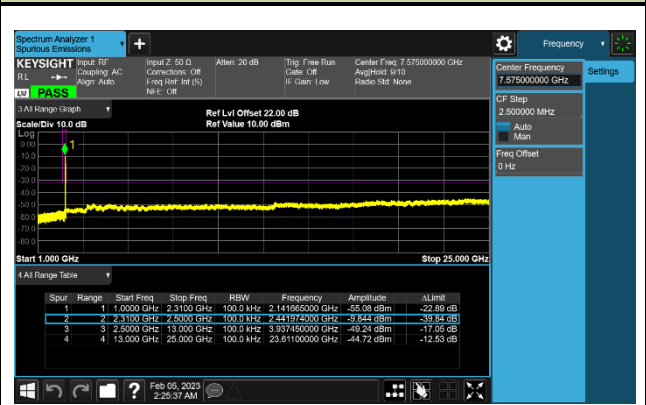 Spectrum Analyzer 1
Spurious Emissions
+
Frequency
KEYSIGHT Input: RF Input Z: 50 Ω Atten: 20 dB Trig: Free Run Center Freq: 7.575000000 GHz
RL Coupling: AC Corrections: Off Gate: Off Avg|Hold: 9/10
Align: Auto Freq Ref: Int (S) IF Gain: Low Radio Std: None
LV PASS NFE: Off
Center Frequency
7.575000000 GHz
Settings
CF Step
2.500000 MHz
Auto
Man
Freq Offset
0 Hz
3 All Range Graph
Ref Lvl Offset 22.00 dB
Scale/Div 10.0 dB Ref Value 10.00 dBm
Log
0.00
-10.0
-20.0
-30.0
-40.0
-50.0
-60.0
-70.0
-80.0
1
Start 1.000 GHz Stop 25.000 GHz
4 All Range Table
Spur Range Start Freq Stop Freq RBW Frequency Amplitude ΔLimit
1 1 1.0000 GHz 2.3100 GHz 100.0 kHz 2.141665000 GHz -55.08 dBm -22.89 dB
2 2 2.3100 GHz 2.5000 GHz 100.0 kHz 2.441974000 GHz -9.844 dBm -39.84 dB
3 3 2.5000 GHz 13.000 GHz 100.0 kHz 3.937450000 GHz -49.24 dBm -17.05 dB
4 4 13.000 GHz 25.000 GHz 100.0 kHz 23.61100000 GHz -44.72 dBm -12.53 dB
? Feb 05, 2023
2:25:37 AM